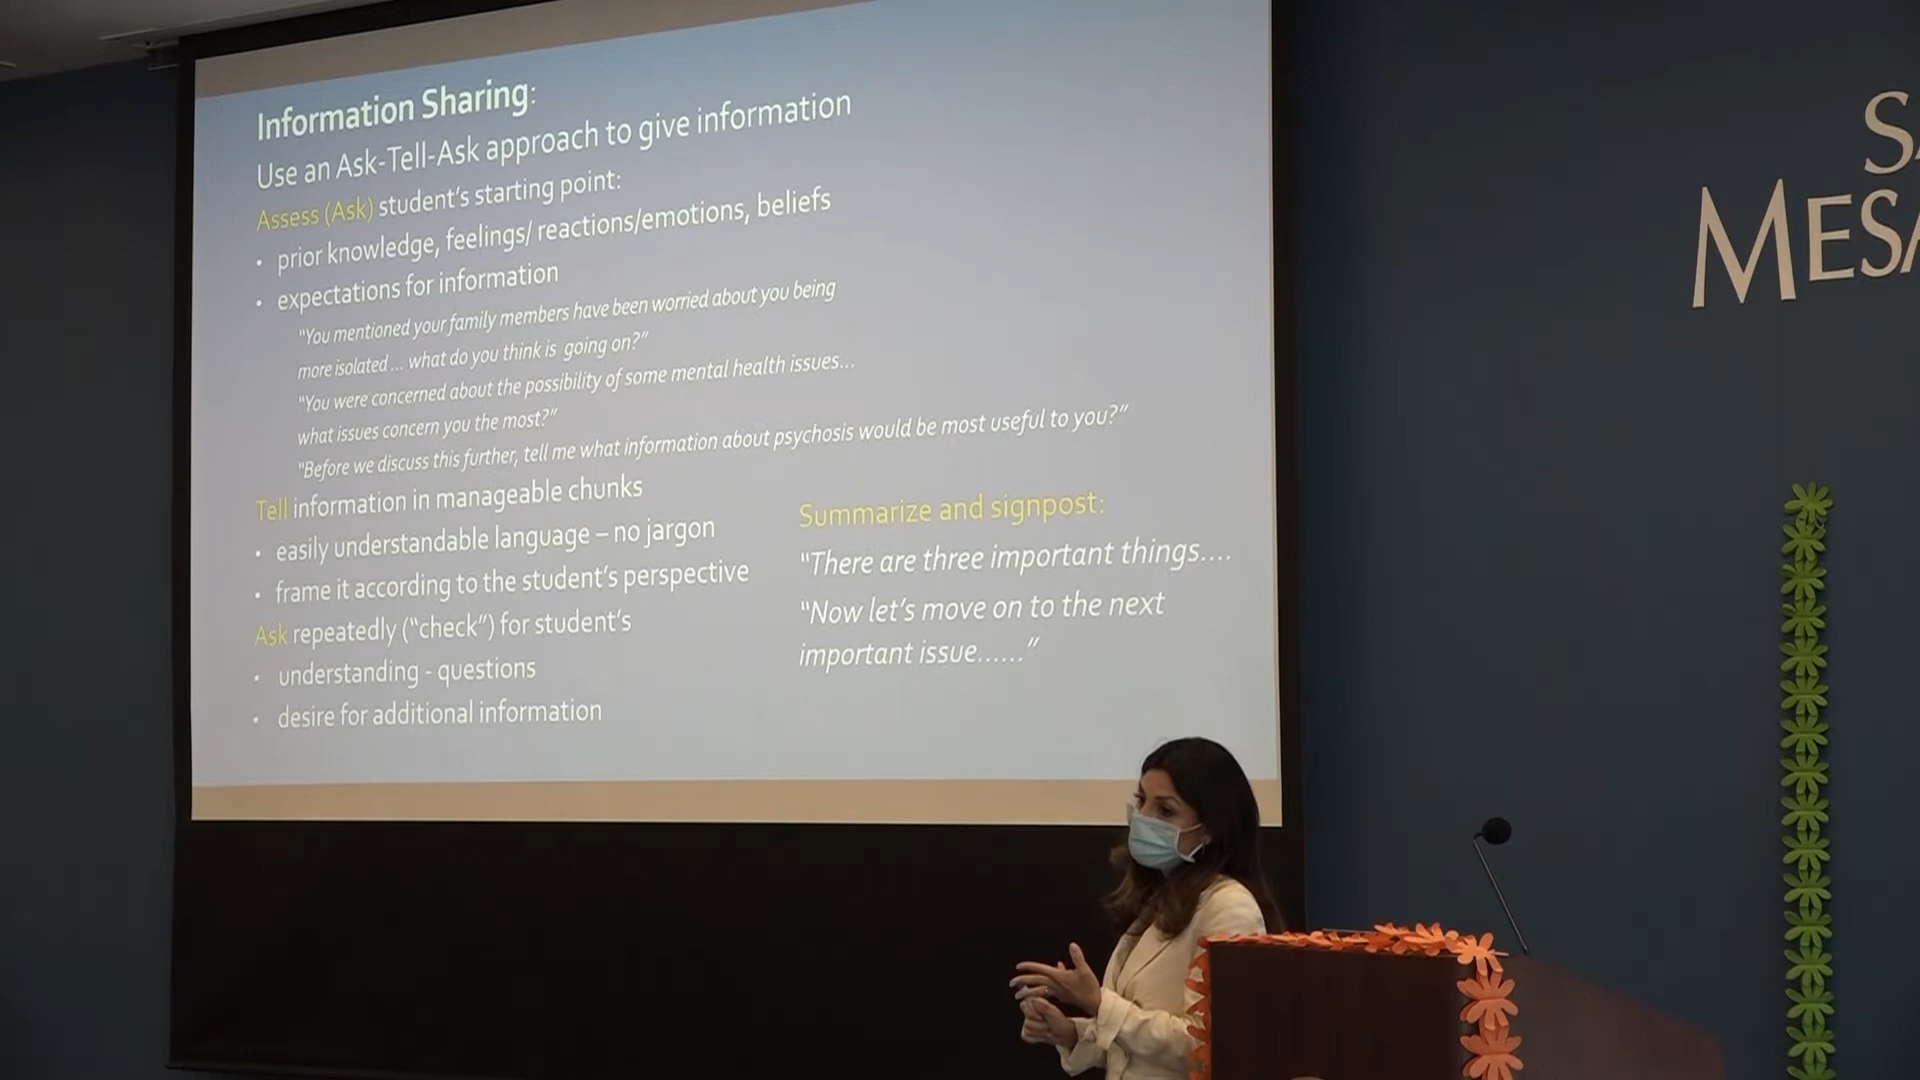 Information Sharing:
Use an Ask-Tell-Ask approach to give information
Assess (Ask) student's starting point:
• prior knowledge, feelings/ reactions/emotions, beliefs
• expectations for information
"You mentioned your family members have been worried about you being
more isolated ... what do you think is going on?"
"You were concerned about the possibility of some mental health issues...
what issues concern you the most?"
"Before we discuss this further, tell me what information about psychosis would be most useful to you?"
Tell information in manageable chunks
• easily understandable language – no jargon
• frame it according to the student's perspective
Ask repeatedly ("check") for student's
• understanding - questions
• desire for additional information
Summarize and signpost:
"There are three important things....
"Now let's move on to the next
important issue......"
MESA